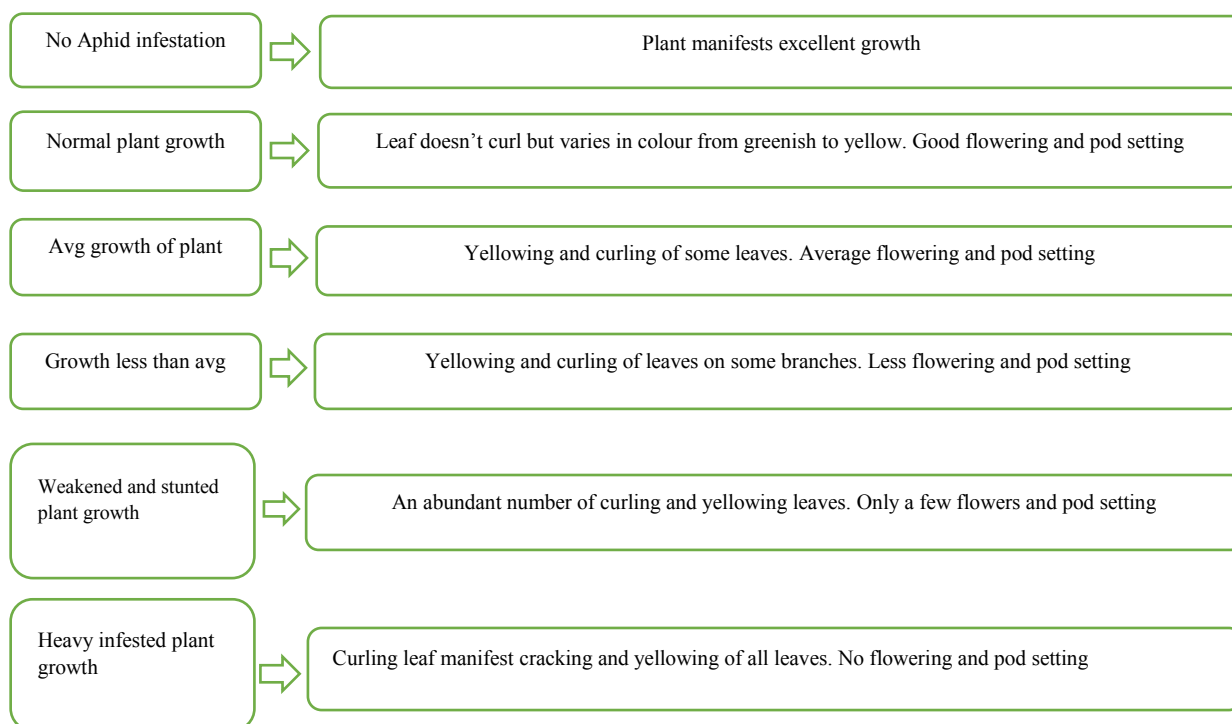 No Aphid infestation
Plant manifests excellent growth
Normal plant growth
Leaf doesn’t curl but varies in colour from greenish to yellow. Good flowering and pod setting
Avg growth of plant
Yellowing and curling of some leaves. Average flowering and pod setting
Growth less than avg
Yellowing and curling of leaves on some branches. Less flowering and pod setting
Weakened and stunted
plant growth
An abundant number of curling and yellowing leaves. Only a few flowers and pod setting
Heavy infested plant
growth
Curling leaf manifest cracking and yellowing of all leaves. No flowering and pod setting